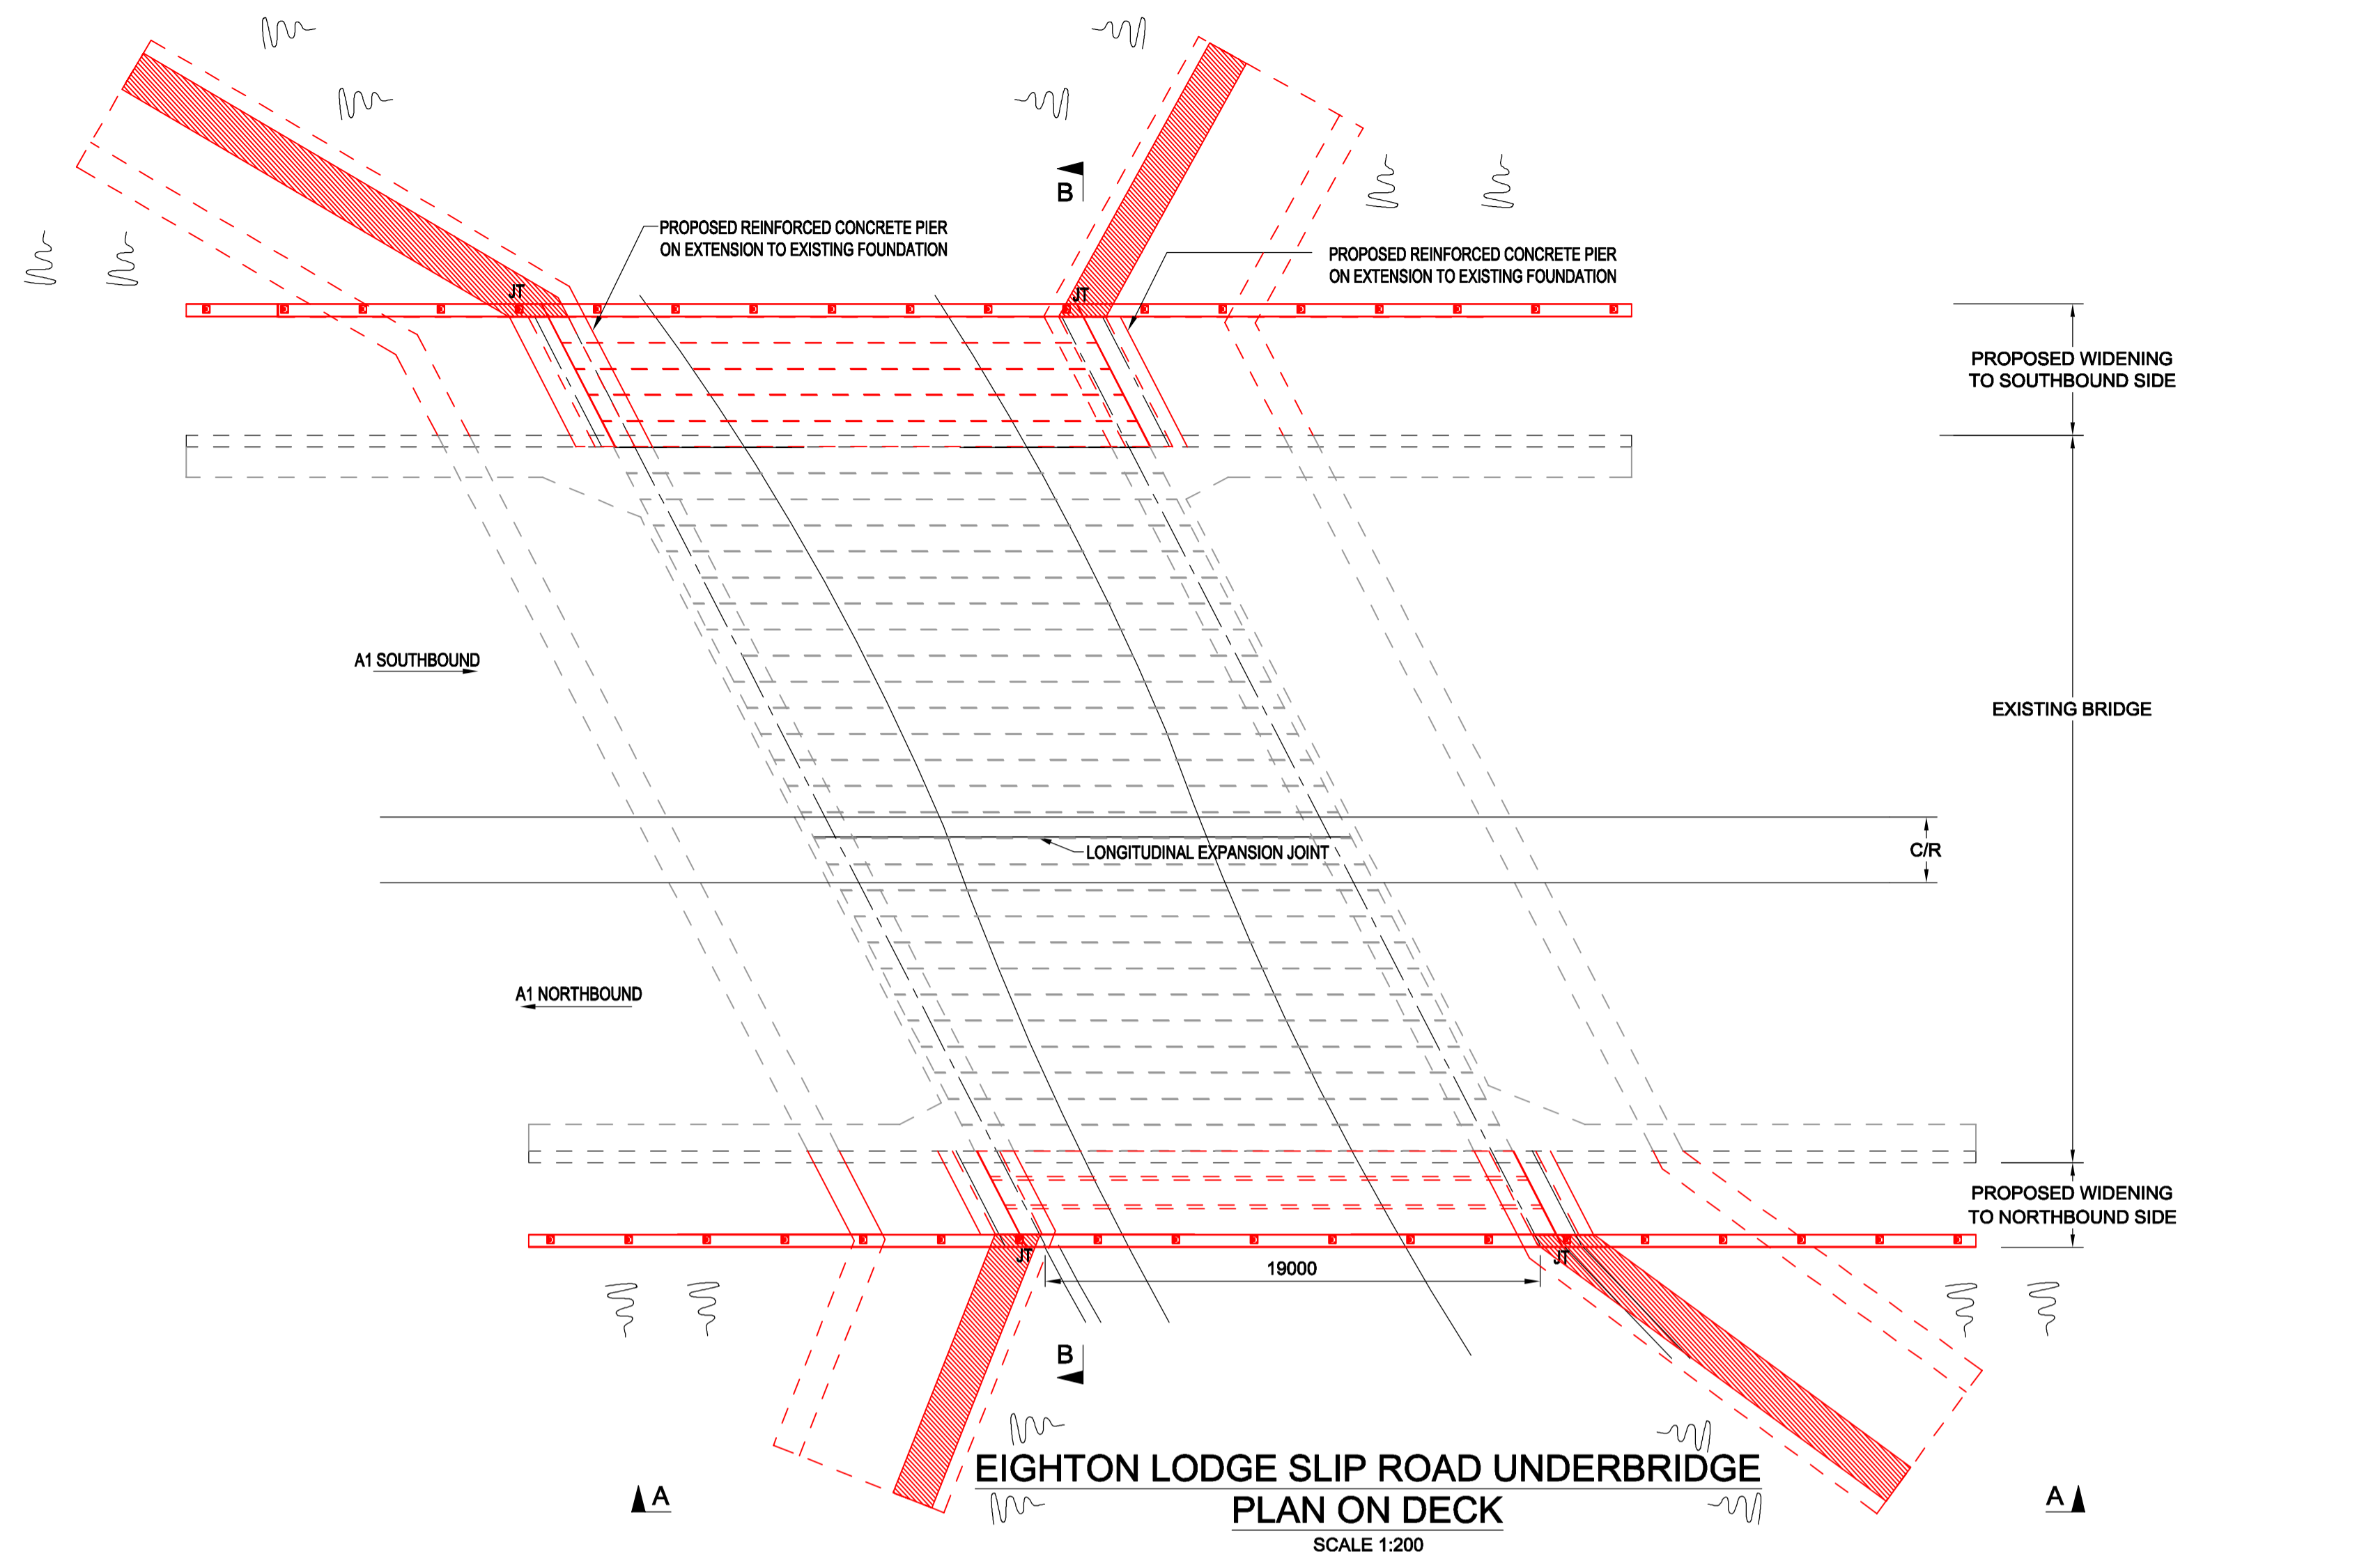 B
PROPOSED REINFORCED CONCRETE PIER
ON EXTENSION TO EXISTING FOUNDATION
PROPOSED REINFORCED CONCRETE PIER
ON EXTENSION TO EXISTING FOUNDATION
JT
JT
PROPOSED WIDENING
TO SOUTHBOUND SIDE
A1 SOUTHBOUND
EXISTING BRIDGE
LONGITUDINAL EXPANSION JOINT
C/R
A1 NORTHBOUND
PROPOSED WIDENING
TO NORTHBOUND SIDE
JT
JT
19000
B
EIGHTON LODGE SLIP ROAD UNDERBRIDGE
A
A
PLAN ON DECK
SCALE 1:200